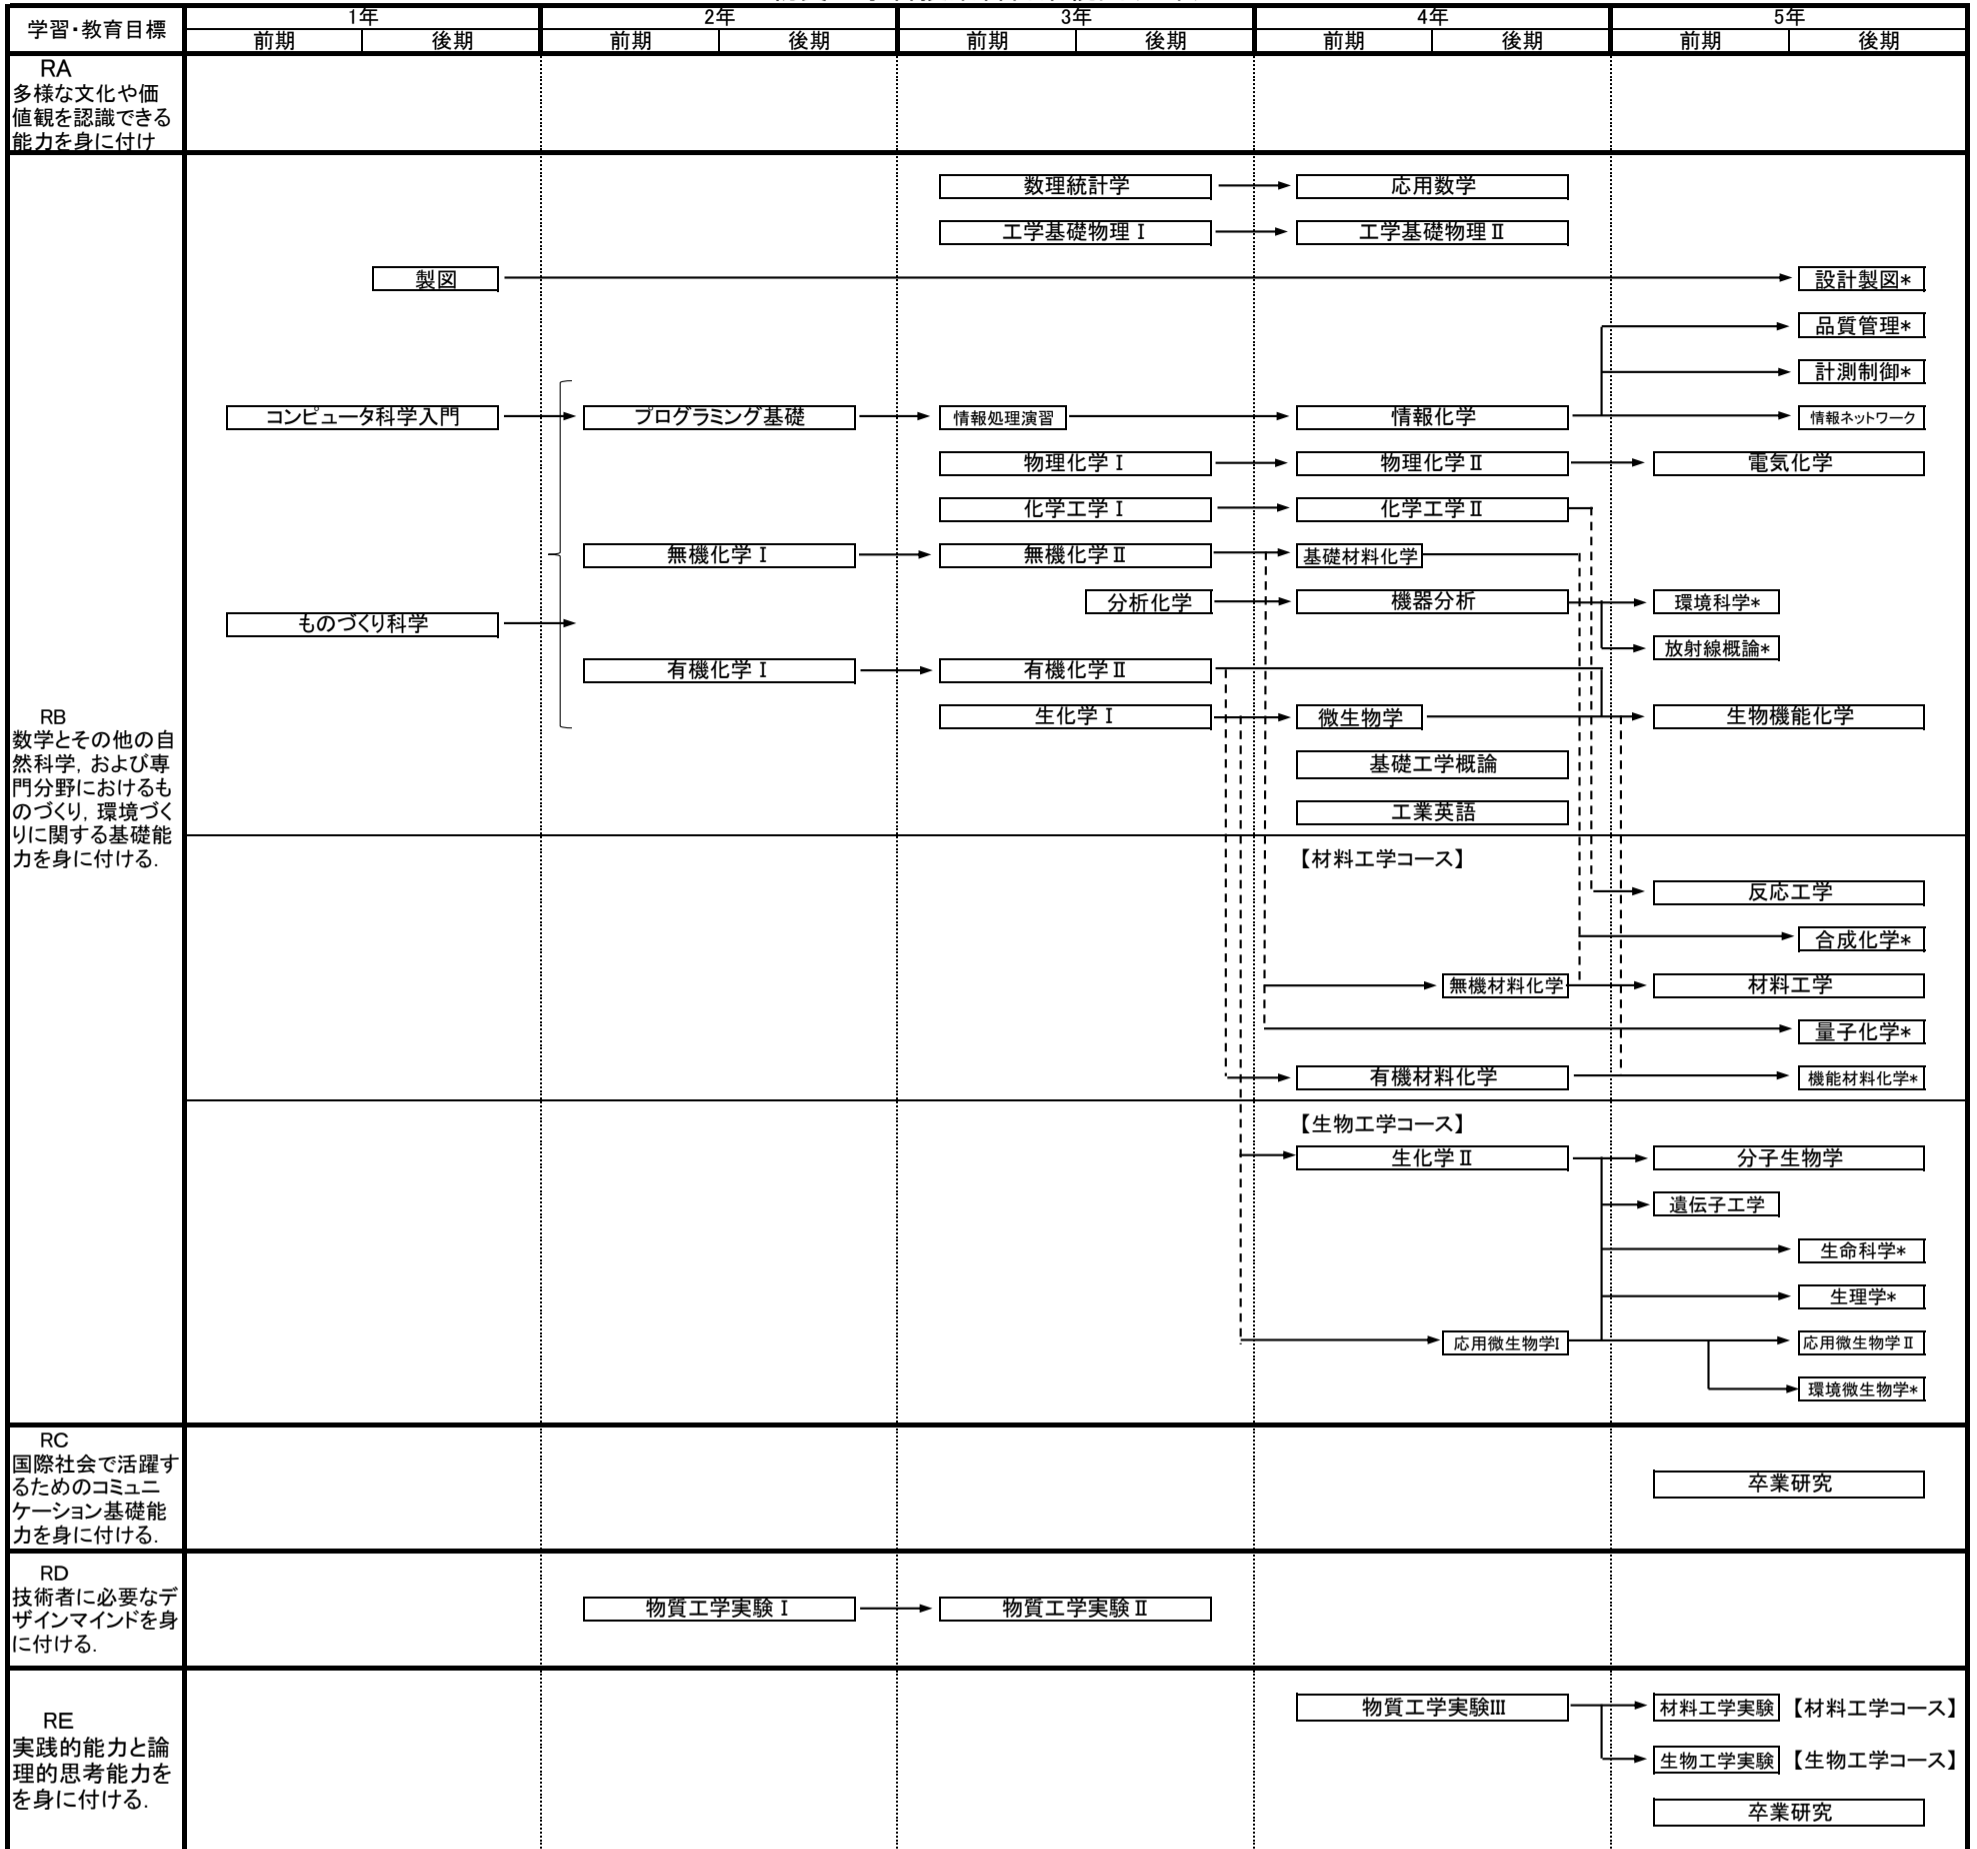 学習・教育目標
1年
2年
3年
4年
5年
前期
後期
前期
後期
前期
後期
前期
後期
前期
後期
RA
多様な文化や価
値観を認識できる
能力を身に付け
RB
数学とその他の自
然科学，および専
門分野におけるも
のづくり，環境づく
りに関する基礎能
力を身に付ける．
数理統計学
応用数学
工学基礎物理Ⅰ
工学基礎物理Ⅱ
製図
設計製図*
品質管理*
計測制御*
コンピュータ科学入門
プログラミング基礎
情報処理演習
情報化学
情報ネットワーク
物理化学Ⅰ
物理化学Ⅱ
電気化学
化学工学Ⅰ
化学工学Ⅱ
無機化学Ⅰ
無機化学Ⅱ
基礎材料化学
分析化学
機器分析
環境科学*
ものづくり科学
放射線概論*
有機化学Ⅰ
有機化学Ⅱ
生化学Ⅰ
微生物学
生物機能化学
基礎工学概論
工業英語
【材料工学コース】
反応工学
合成化学*
無機材料化学
材料工学
量子化学*
有機材料化学
機能材料化学*
【生物工学コース】
生化学Ⅱ
分子生物学
遺伝子工学
生命科学*
生理学*
応用微生物学Ⅰ
応用微生物学Ⅱ
環境微生物学*
RC
国際社会で活躍す
るためのコミュニ
ケーション基礎能
力を身に付ける．
卒業研究
RD
技術者に必要なデ
ザインマインドを身
に付ける．
物質工学実験Ⅰ
物質工学実験Ⅱ
RE
実践的能力と論
理的思考能力を
を身に付ける．
物質工学実験Ⅲ
材料工学実験
【材料工学コース】
生物工学実験
【生物工学コース】
卒業研究